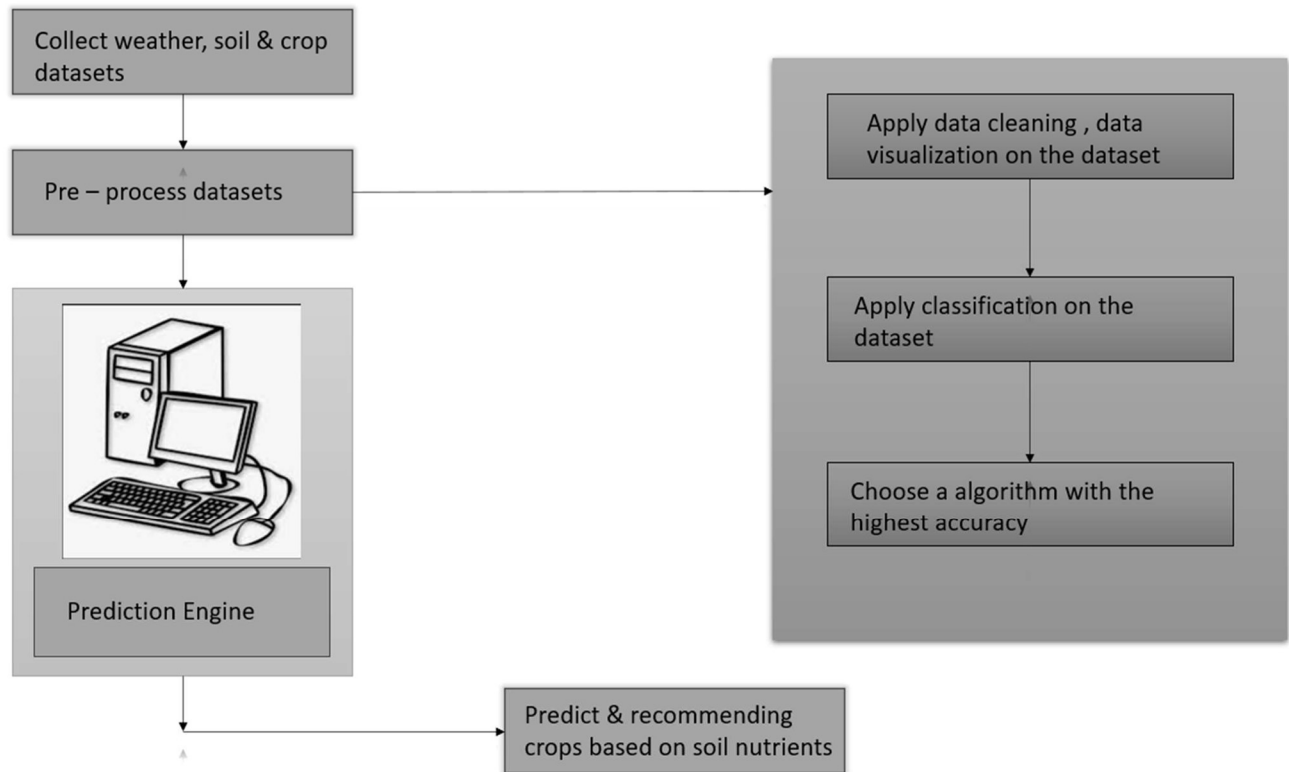 Collect weather, soil & crop
datasets
Pre – process datasets
Prediction Engine
Predict & recommending
crops based on soil nutrients
Apply data cleaning , data
visualization on the dataset
Apply classification on the
dataset
Choose a algorithm with the
highest accuracy